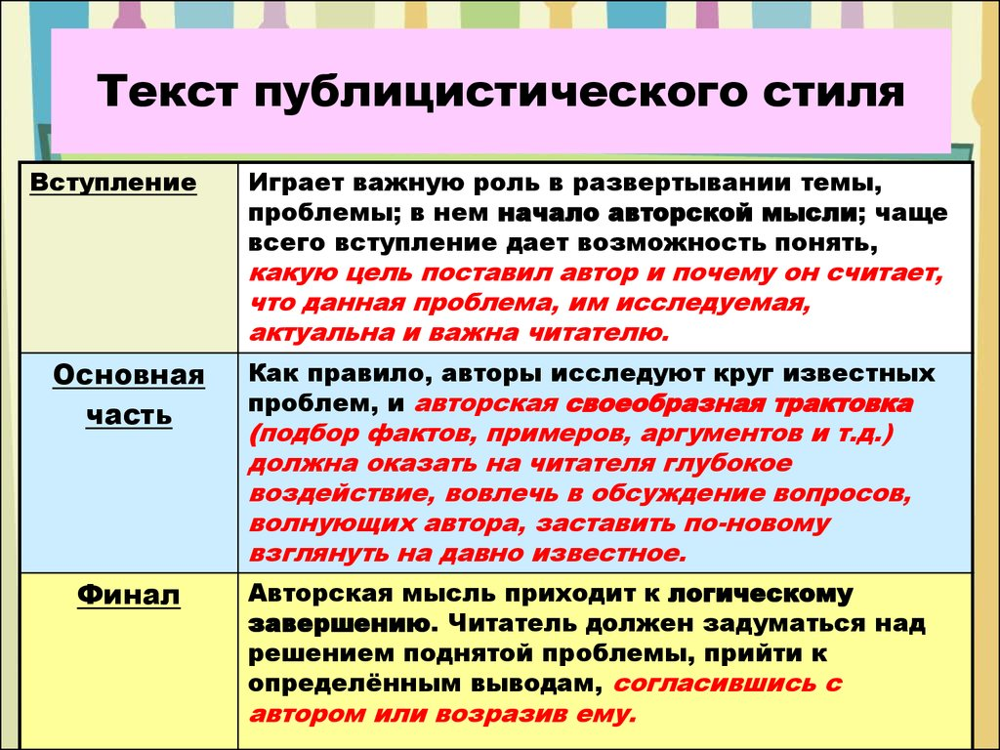 Текст публицистического стиля
Вступление
Играет важную роль в развертывании темы,
проблемы; в нем начало авторской мысли; чаще
всего вступление дает возможность понять,
какую цель поставил автор и почему он считает,
что данная проблема, им исследуемая,
актуальна и важна читателю.
Основная
часть
Как правило, авторы исследуют круг известных
проблем, и авторская своеобразная трактовка
(подбор фактов, примеров, аргументов и т.д.)
должна оказать на читателя глубокое
воздействие, вовлечь в обсуждение вопросов,
волнующих автора, заставить по-новому
взглянуть на давно известное.
Финал
Авторская мысль приходит к логическому
завершению. Читатель должен задуматься над
решением поднятой проблемы, прийти к
определённым выводам, согласившись с
автором или возразив ему.